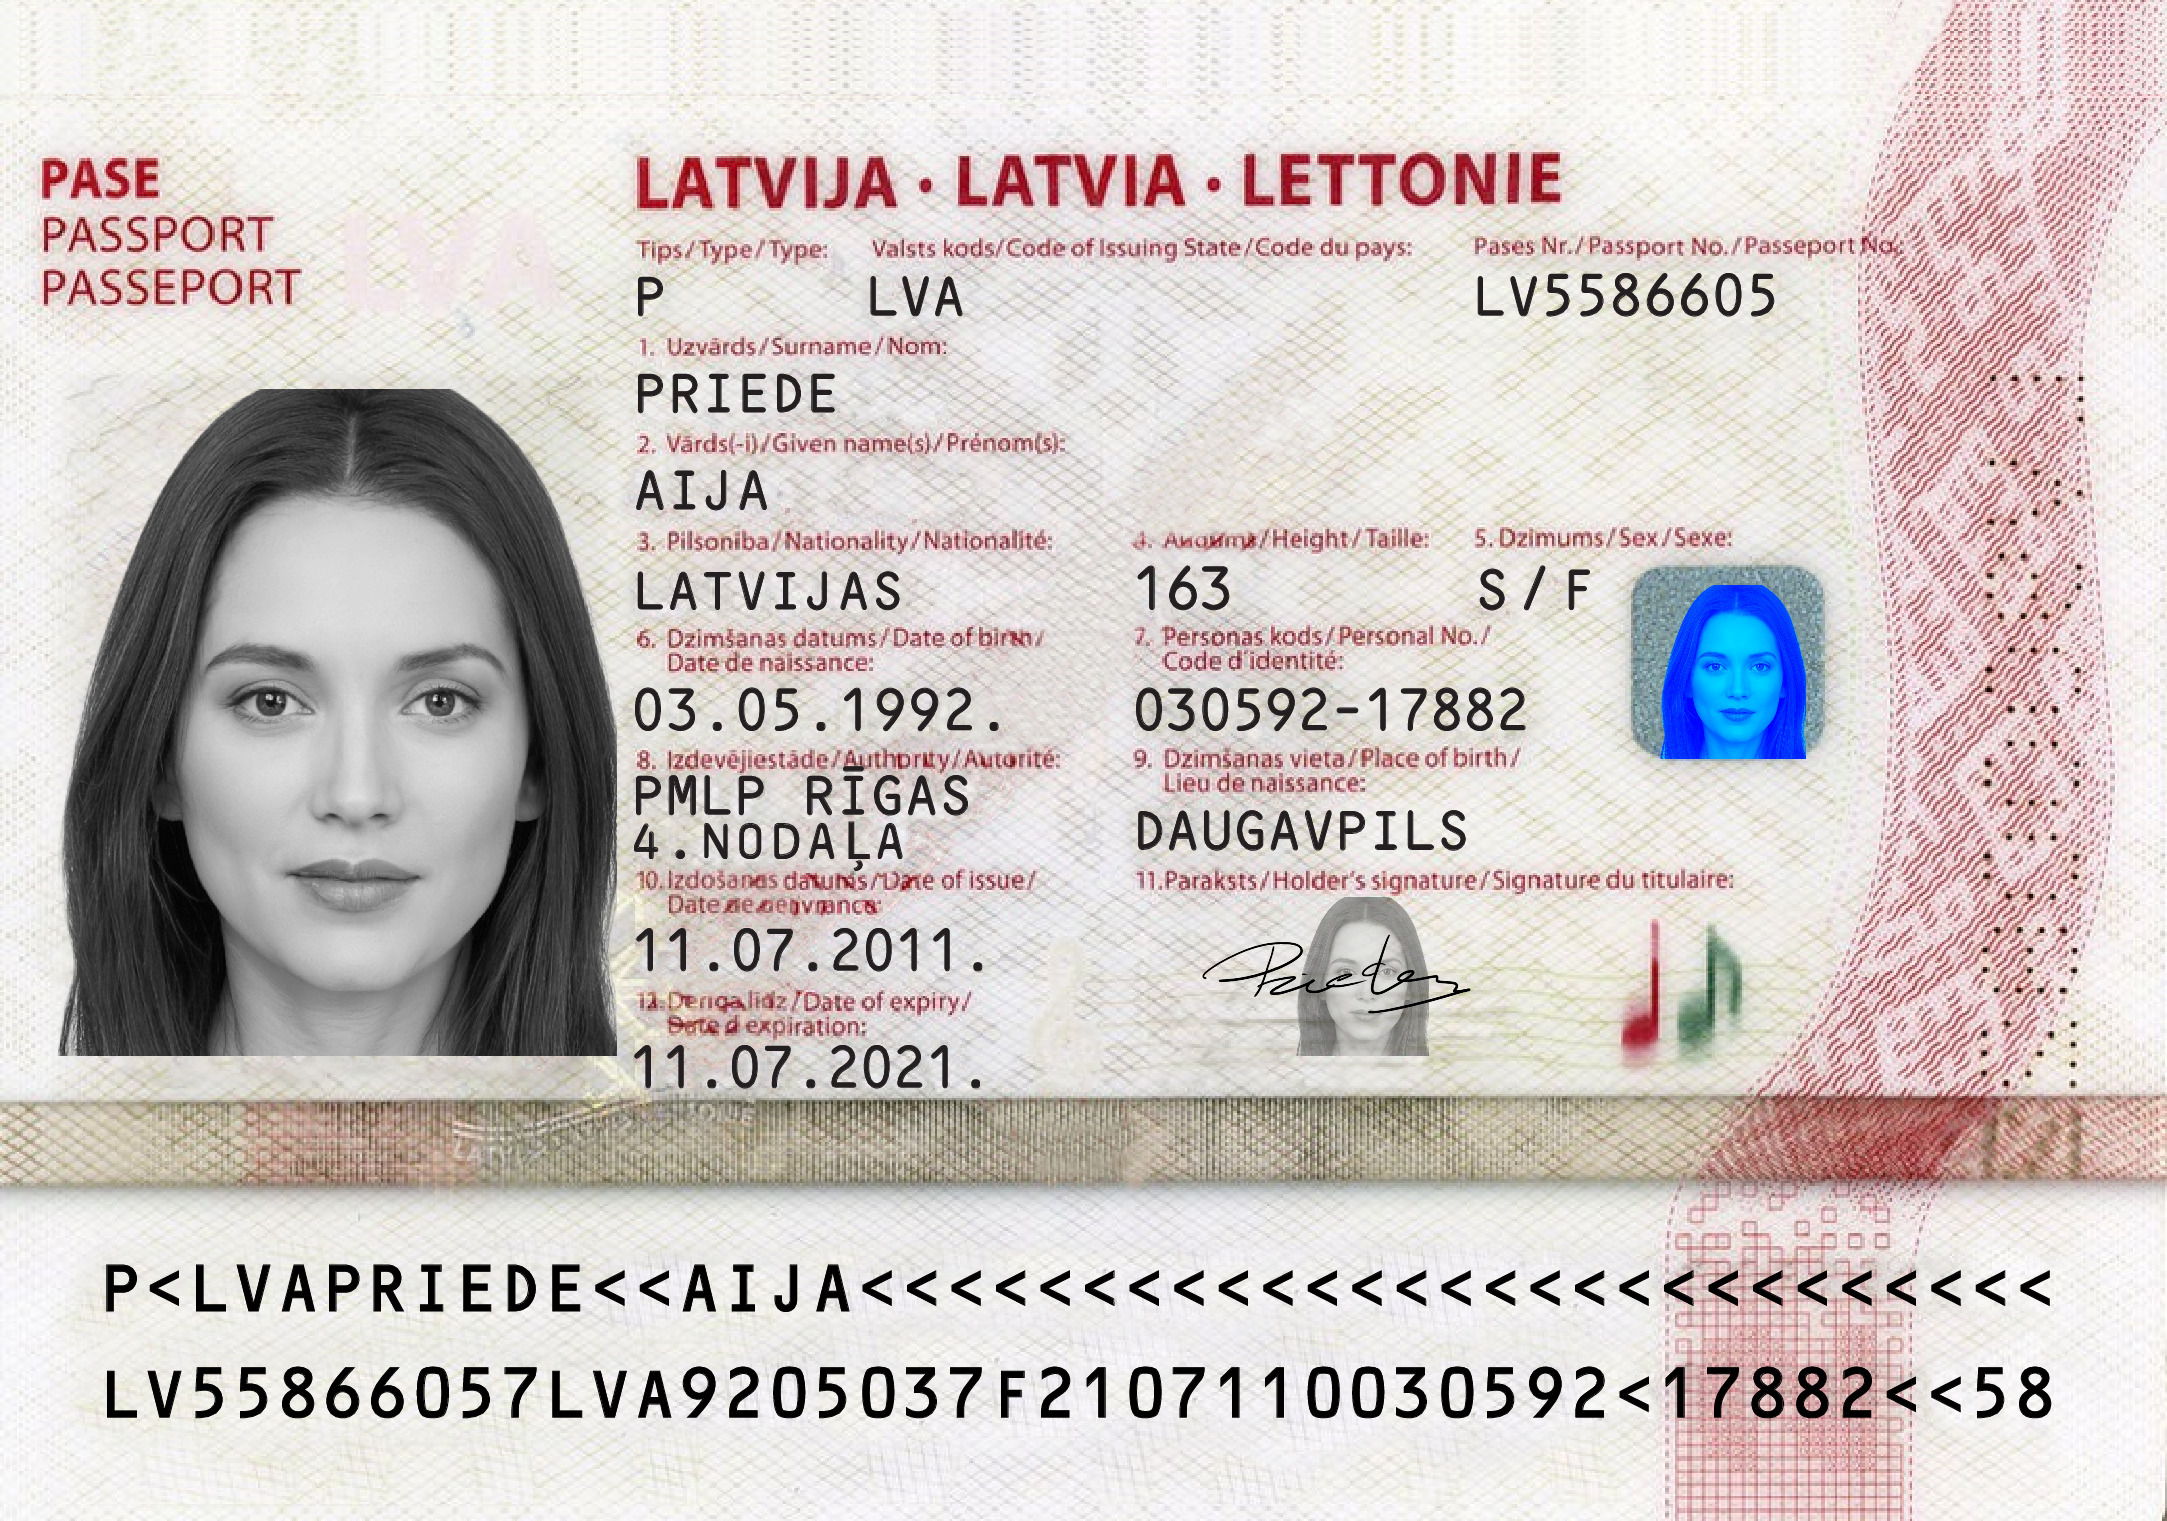 PASE
PASSPORT
PASSEPORT
LVA
LATVIJA · LATVIA · LETTONIE
Tips/Type/Type: Valsts kods/Code of Issuing State/Code du pays: Pases Nr./Passport No./Passeport No.:
P LVA LV5586605
1. Uzvārds/Surname/Nom:
PRIEDE
2. Vārds(-i)/Given name(s)/Prénom(s):
AIJA
3. Pilsonība/Nationality/Nationalité: 4. Augums/Height/Taille: 5. Dzimums/Sex/Sexe:
LATVIJAS 163 S/F
6. Dzimšanas datums/Date of birth/ 7. Personas kods/Personal No./
Date de naissance: Code d'identité:
03.05.1992. 030592-17882
8. Izdevējiestāde/Authority/Autorité: 9. Dzimšanas vieta/Place of birth/
Lieu de naissance:
PMLP RĪGAS
4.NODAĻA
DAUGAVPILS
10. Izdošanas datums/Date of issue/ 11. Paraksts/Holder's signature/Signature du titulaire:
Date de
11.07.2011.
12. Derīga līdz/Date of expiry/
Date d'expiration:
11.07.2021.
P<LVAPRIEDE<<AIJA<<<<<<<<<<<<<<<<<<<<<<<<<<<
LV55866057LVA9205037F2107110030592<17882<<58